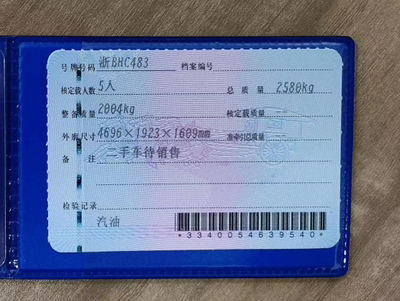 号牌号码 浙BHC483 档案编号
核定载人数 5人 总质量 2580kg
整备质量 2004kg 核定载质量 --
外廓尺寸 4696×1923×1609mm 准牵引总质量 --
备注 二手车待销售
检验记录
汽油
*3340054639540*